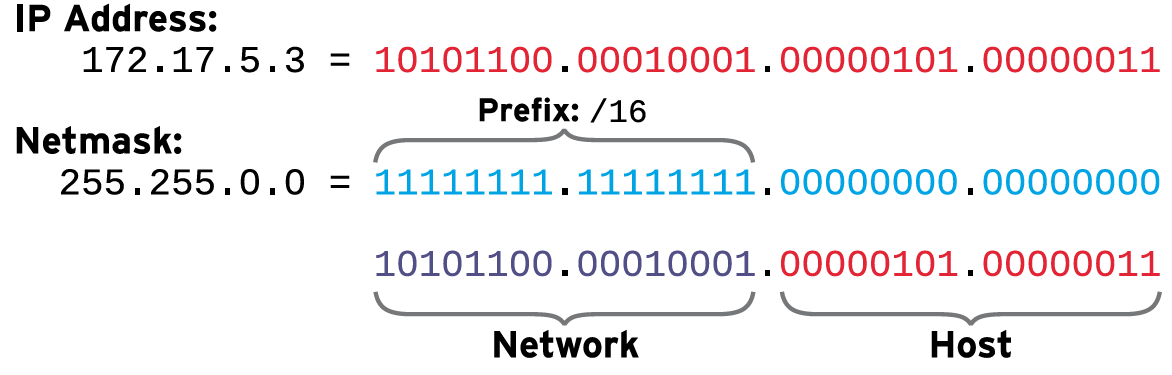 IP Address:
172.17.5.3 = 10101100.00010001.00000101.00000011
Prefix: /16
Netmask:
255.255.0.0 = 11111111.11111111.00000000.00000000
10101100.00010001.00000101.00000011
Network Host